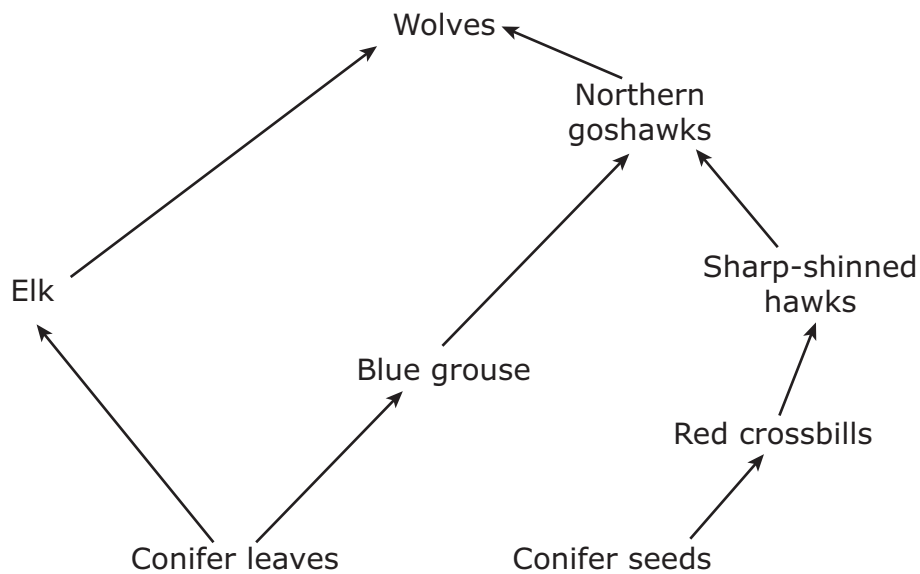 Wolves
Northern
goshawks
Sharp-shinned
hawks
Elk
Blue grouse
Red crossbills
Conifer leaves
Conifer seeds